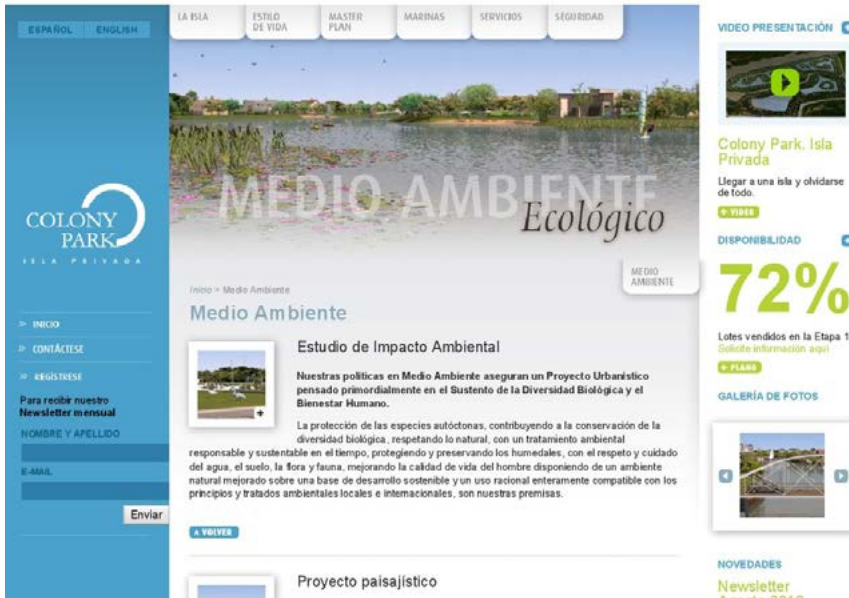 ESPAÑOL ENGLISH
LA ISLA
ESTILO
DE VIDA
MASTER
PLAN
MARINAS
SERVICIOS
SEGURIDAD
MEDIO AMBIENTE
Ecológico
MEDIO
AMBIENTE
COLONY
PARK
ISLA PRIVADA
» INICIO
» CONTÁCTESE
» REGÍSTRESE
Para recibir nuestro
Newsletter mensual
NOMBRE Y APELLIDO
E-MAIL
Enviar
Inicio > Medio Ambiente
Medio Ambiente
Estudio de Impacto Ambiental
Nuestras políticas en Medio Ambiente aseguran un Proyecto Urbanístico
pensado primordialmente en el Sustento de la Diversidad Biológica y el
Bienestar Humano.
La protección de las especies autóctonas, contribuyendo a la conservación de la
diversidad biológica, respetando lo natural, con un tratamiento ambiental
responsable y sustentable en el tiempo, protegiendo y preservando los humedales, con el respeto y cuidado
del agua, el suelo, la flora y fauna, mejorando la calidad de vida del hombre disponiendo de un ambiente
natural mejorado sobre una base de desarrollo sostenible y un uso racional enteramente compatible con los
principios y tratados ambientales locales e internacionales, son nuestras premisas.
VOLVER
Proyecto paisajístico
VIDEO PRESENTACIÓN
Colony Park. Isla
Privada
Llegar a una isla y olvidarse
de todo.
+ VIDEO
DISPONIBILIDAD
72%
Lotes vendidos en la Etapa 1
Solicite información aquí
+ PLANO
GALERÍA DE FOTOS
NOVEDADES
Newsletter